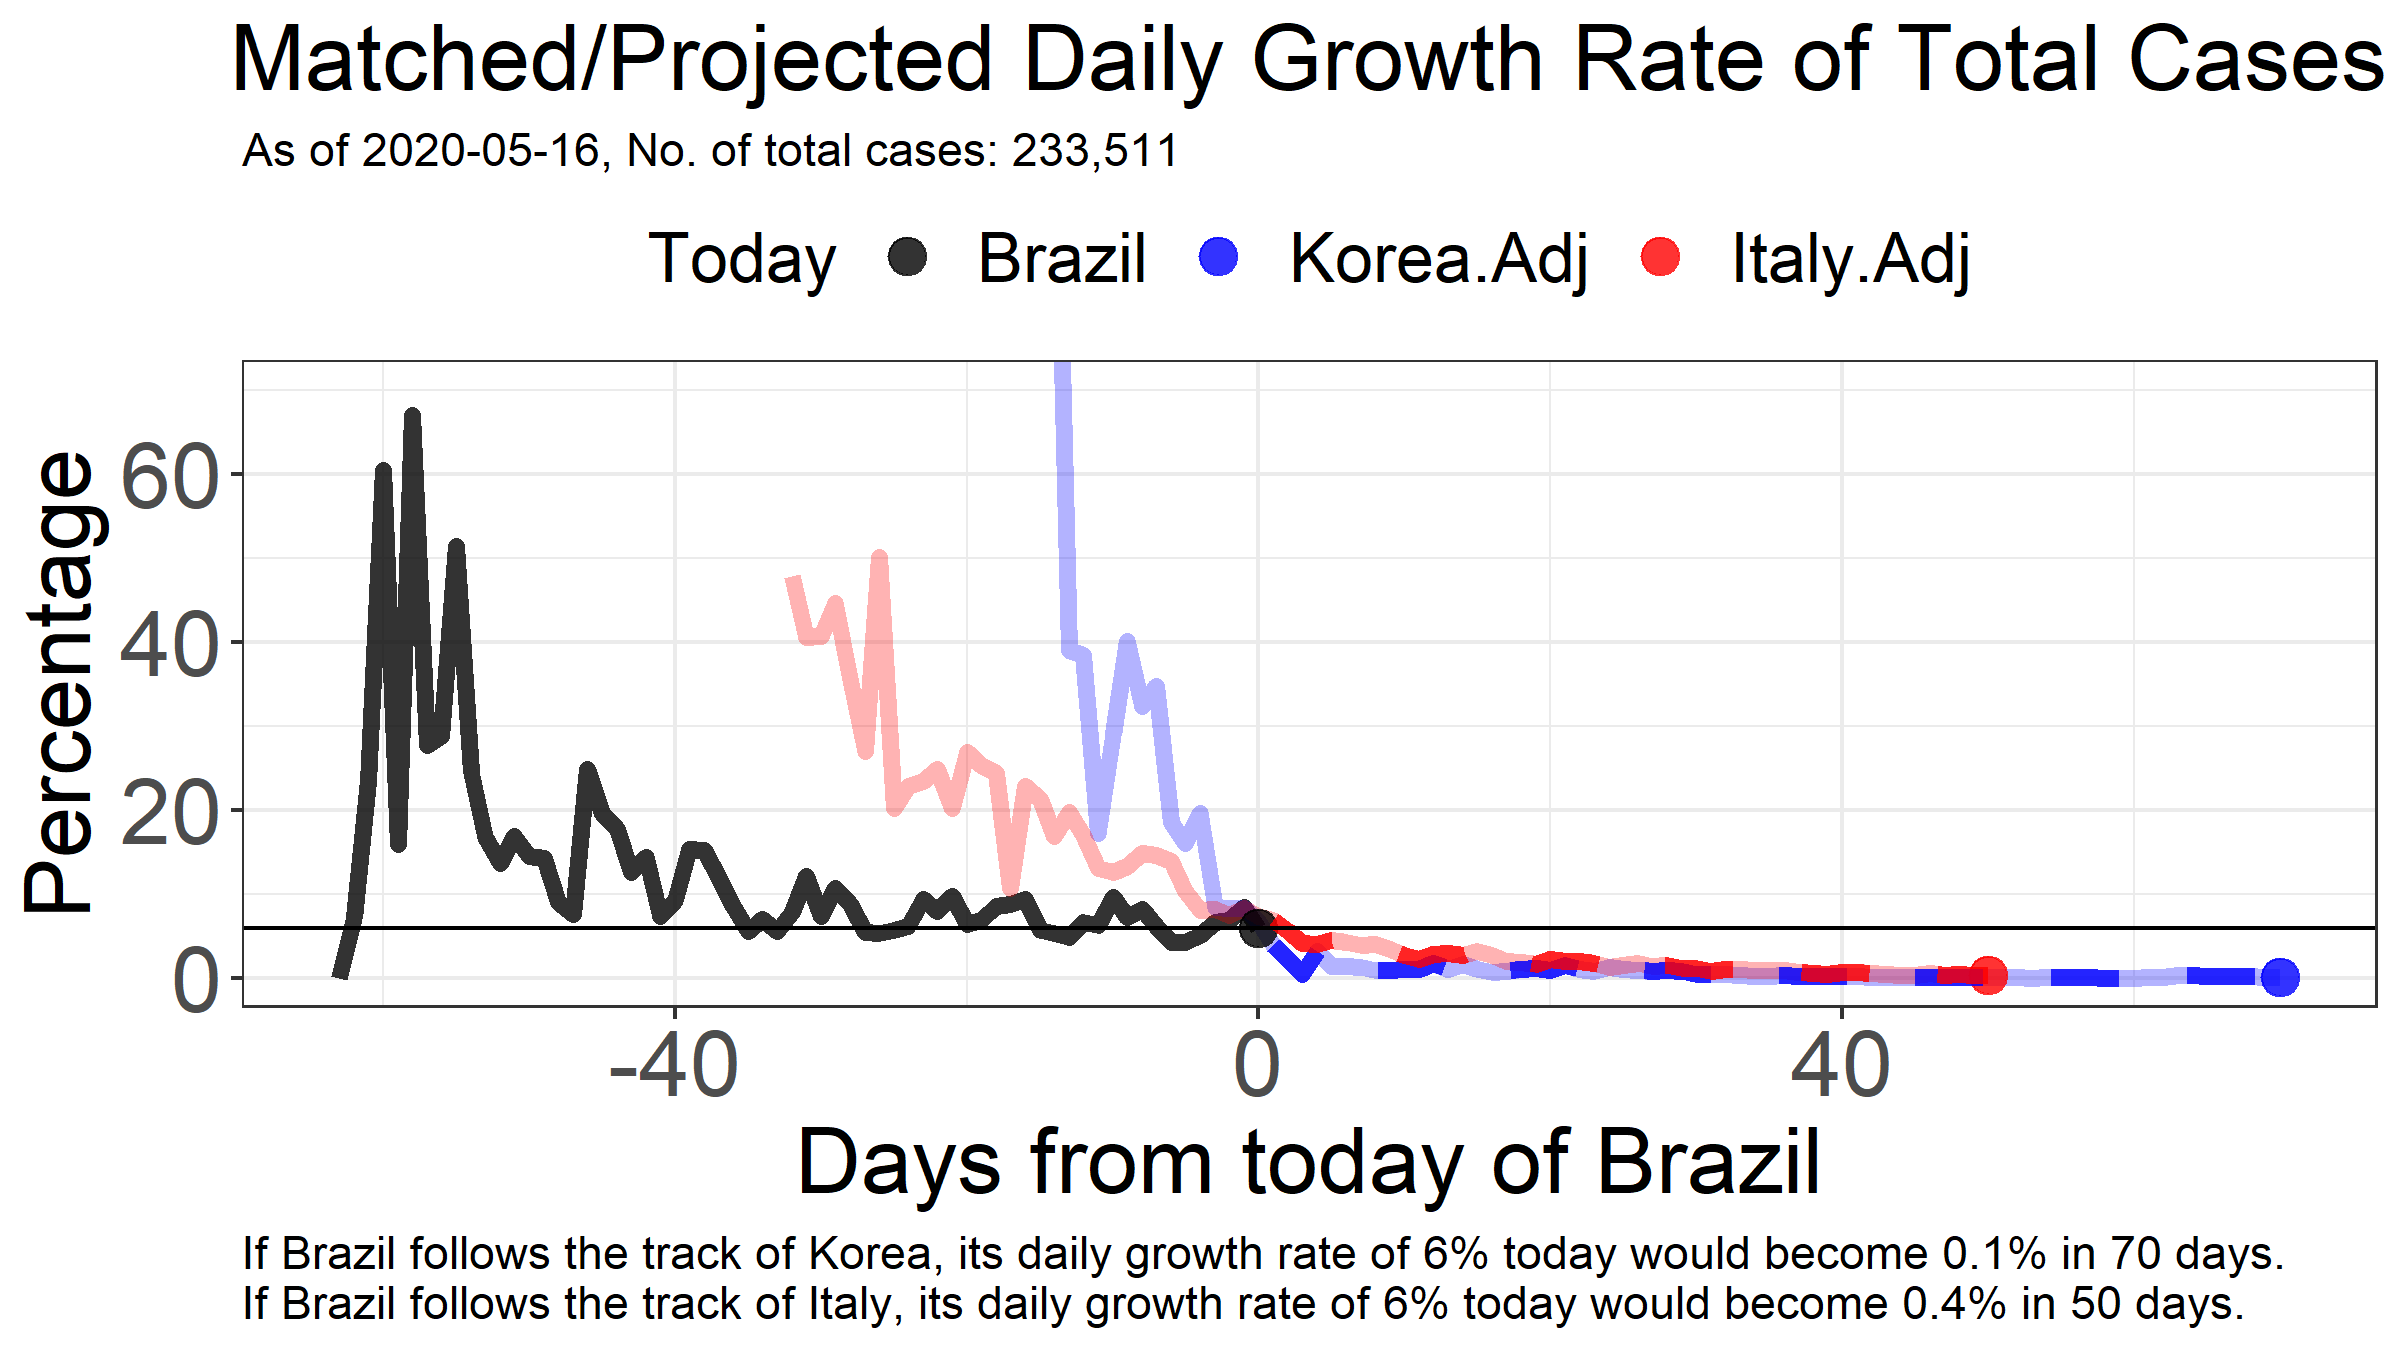 Matched/Projected Daily Growth Rate of Total Cases
As of 2020-05-16, No. of total cases: 233,511
Today Brazil Korea.Adj Italy.Adj
Percentage
60
40
20
0
-40 0 40
Days from today of Brazil
If Brazil follows the track of Korea, its daily growth rate of 6% today would become 0.1% in 70 days.
If Brazil follows the track of Italy, its daily growth rate of 6% today would become 0.4% in 50 days.